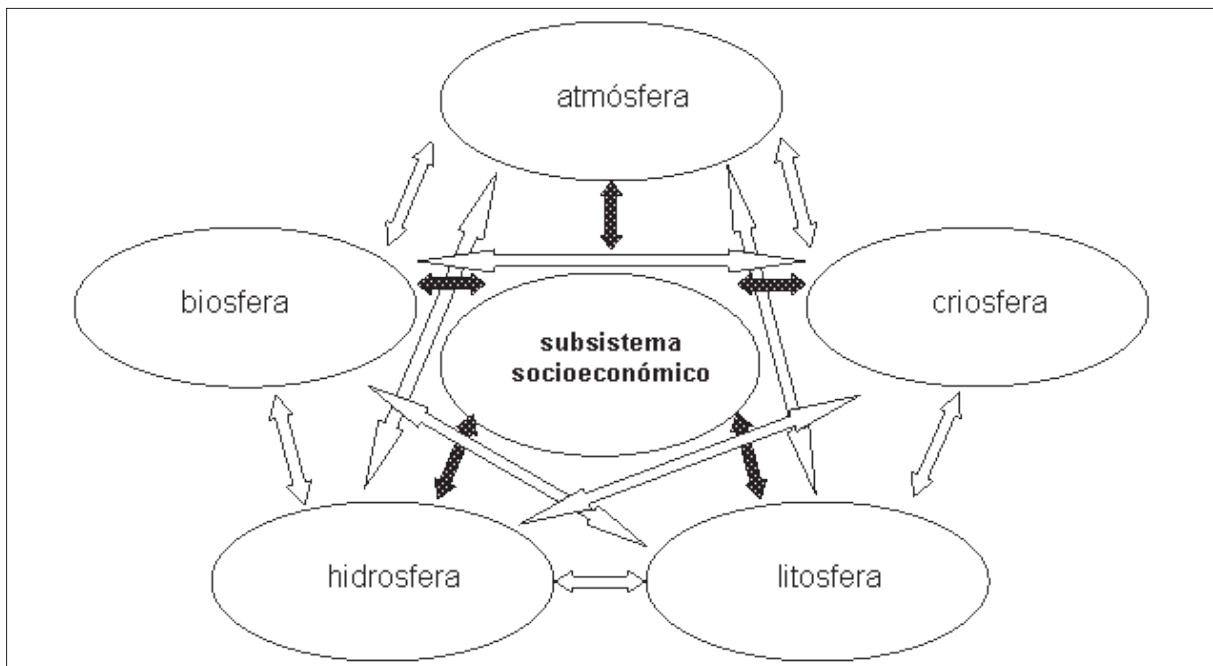 atmósfera
biosfera
criosfera
subsistema
socioeconómico
hidrosfera
litosfera